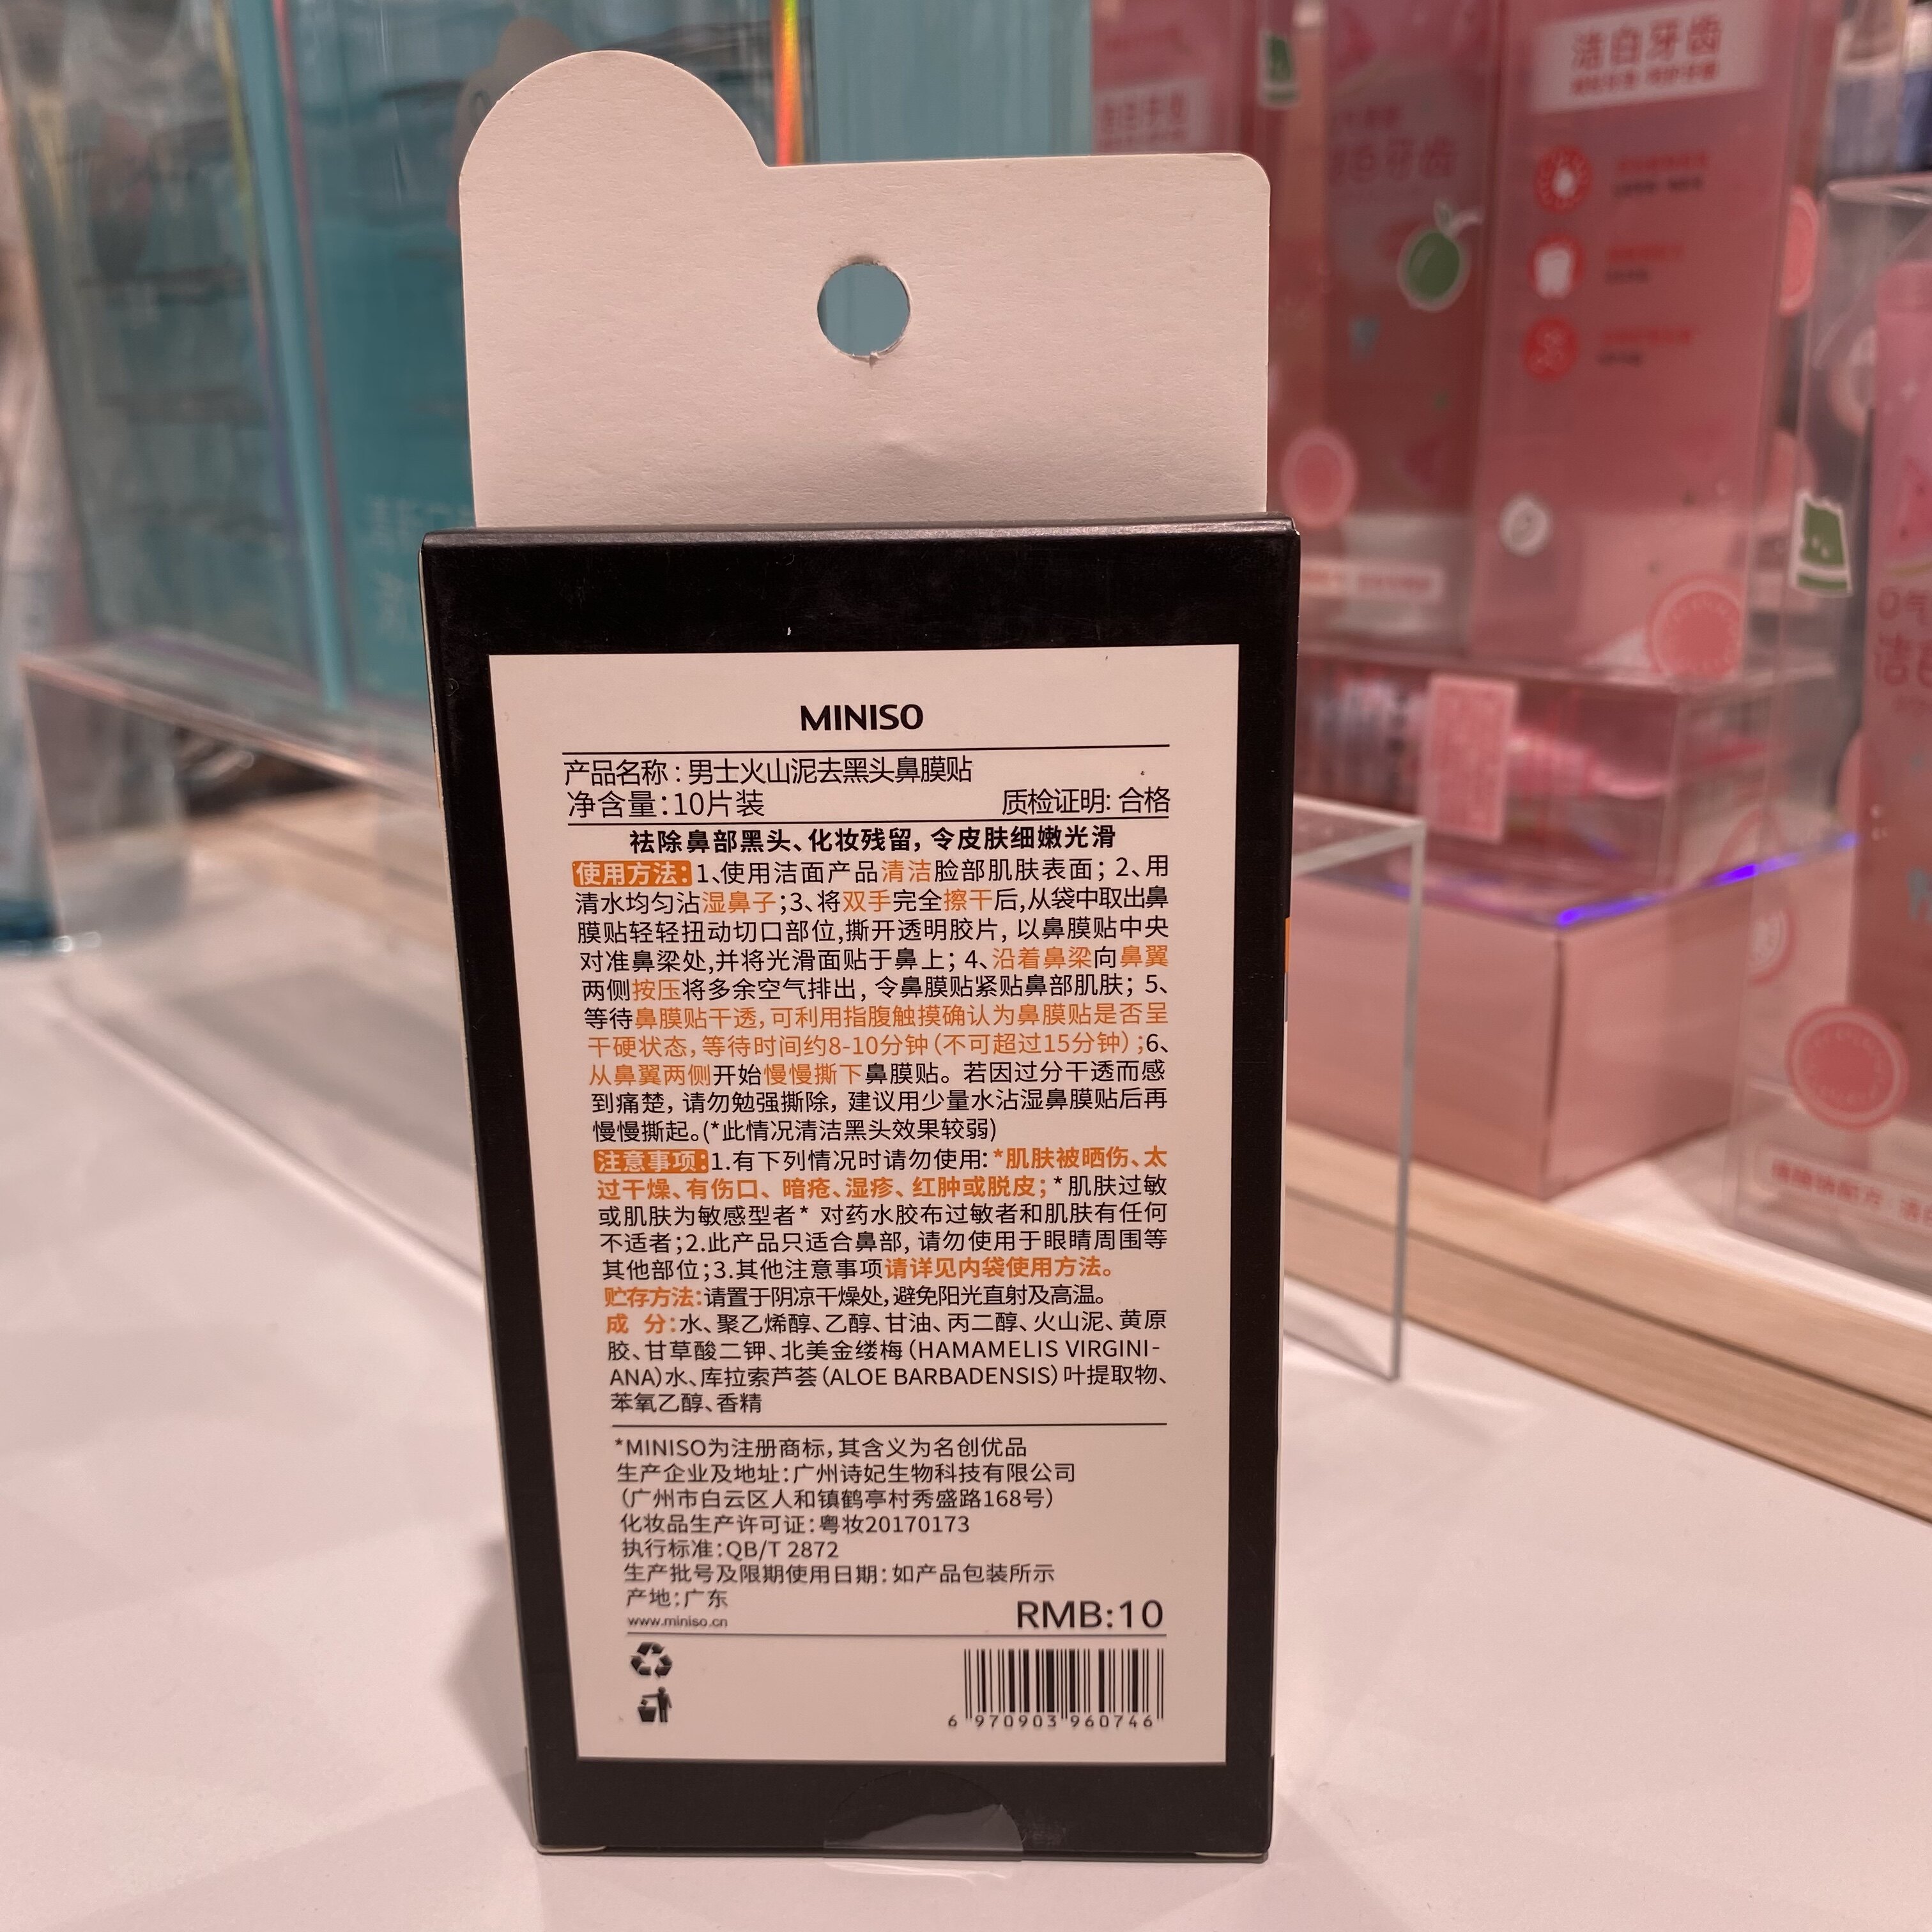 洁白牙齿
MINISO
产品名称:男士火山泥去黑头鼻膜贴
净含量:10片装 质检证明:合格
祛除鼻部黑头、化妆残留,令皮肤细嫩光滑
使用方法:1、使用洁面产品清洁脸部肌肤表面;2、用
清水均匀沾湿鼻子;3、将双手完全擦干后,从袋中取出鼻
膜贴轻轻扭动切口部位,撕开透明胶片,以鼻膜贴中央
对准鼻梁处,并将光滑面贴于鼻上;4、沿着鼻梁向鼻翼
两侧按压将多余空气排出,令鼻膜贴紧贴鼻部肌肤;5、
等待鼻膜贴干透,可利用指腹触摸确认为鼻膜贴是否呈
干硬状态,等待时间约8-10分钟(不可超过15分钟);6、
从鼻翼两侧开始慢慢撕下鼻膜贴。若因过分干透而感
到痛楚,请勿勉强撕除,建议用少量水沾湿鼻膜贴后再
慢慢撕起。(*此情况清洁黑头效果较弱)
注意事项:1.有下列情况时请勿使用:*肌肤被晒伤、太
过干燥、有伤口、暗疮、湿疹、红肿或脱皮;*肌肤过敏
或肌肤为敏感型者* 对药水胶布过敏者和肌肤有任何
不适者;2.此产品只适合鼻部,请勿使用于眼睛周围等
其他部位;3.其他注意事项请详见内袋使用方法。
贮存方法:请置于阴凉干燥处,避免阳光直射及高温。
成 分:水、聚乙烯醇、乙醇、甘油、丙二醇、火山泥、黄原
胶、甘草酸二钾、北美金缕梅(HAMAMELIS VIRGINI-
ANA)水、库拉索芦荟(ALOE BARBADENSIS)叶提取物、
苯氧乙醇、香精
*MINISO为注册商标,其含义为名创优品
生产企业及地址:广州诗妃生物科技有限公司
(广州市白云区人和镇鹤亭村秀盛路168号)
化妆品生产许可证:粤妆20170173
执行标准:QB/T 2872
生产批号及限期使用日期:如产品包装所示
产地:广东
www.miniso.cn
RMB:10
6 970903 960746